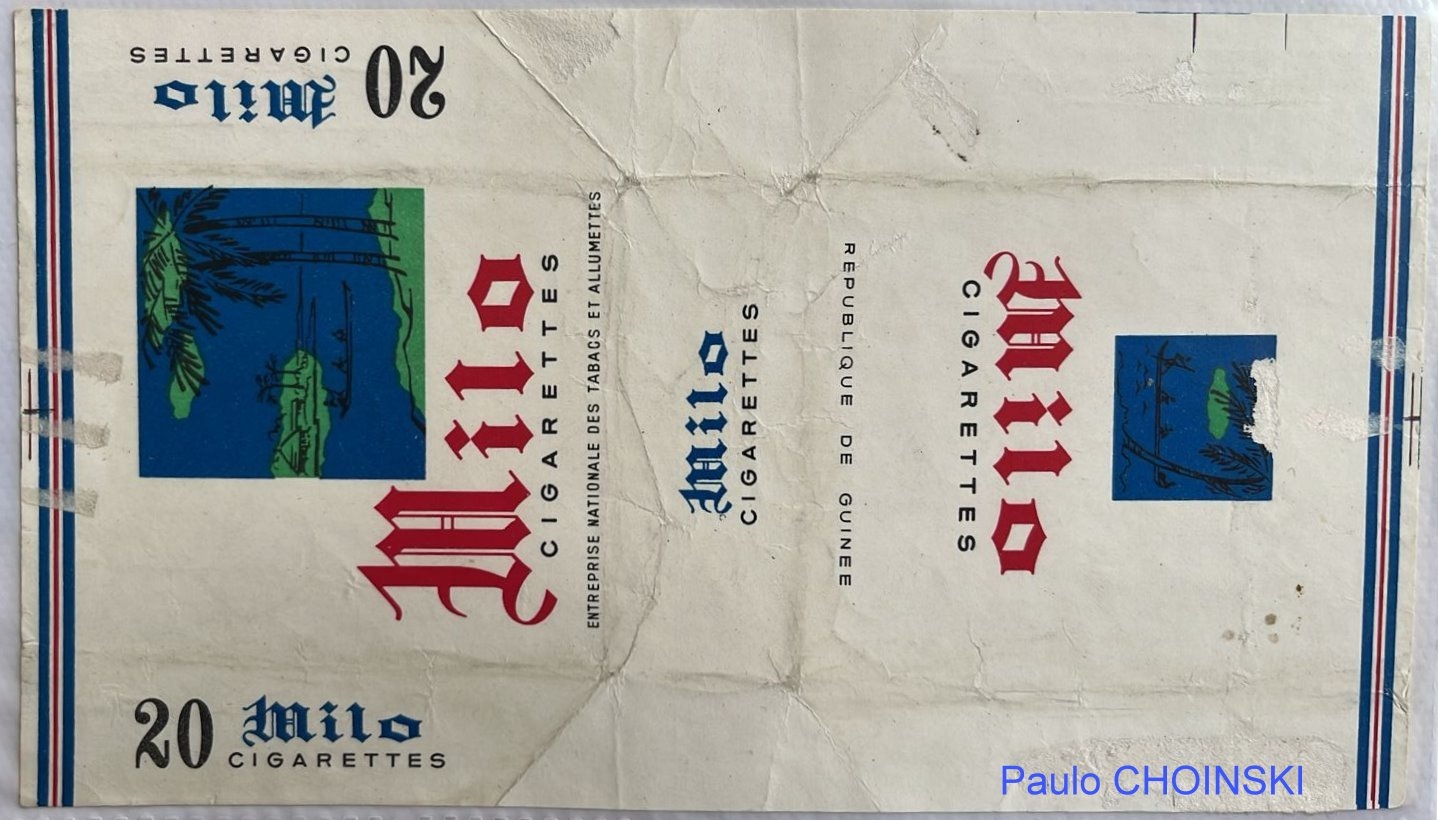 20 Milo
CIGARETTES
Milo
CIGARETTES
ENTREPRISE NATIONALE DES TABACS ET ALLUMETTES
Milo
CIGARETTES
REPUBLIQUE DE GUINEE
Milo
CIGARETTES
20 Milo
CIGARETTES
Paulo CHOINSKI